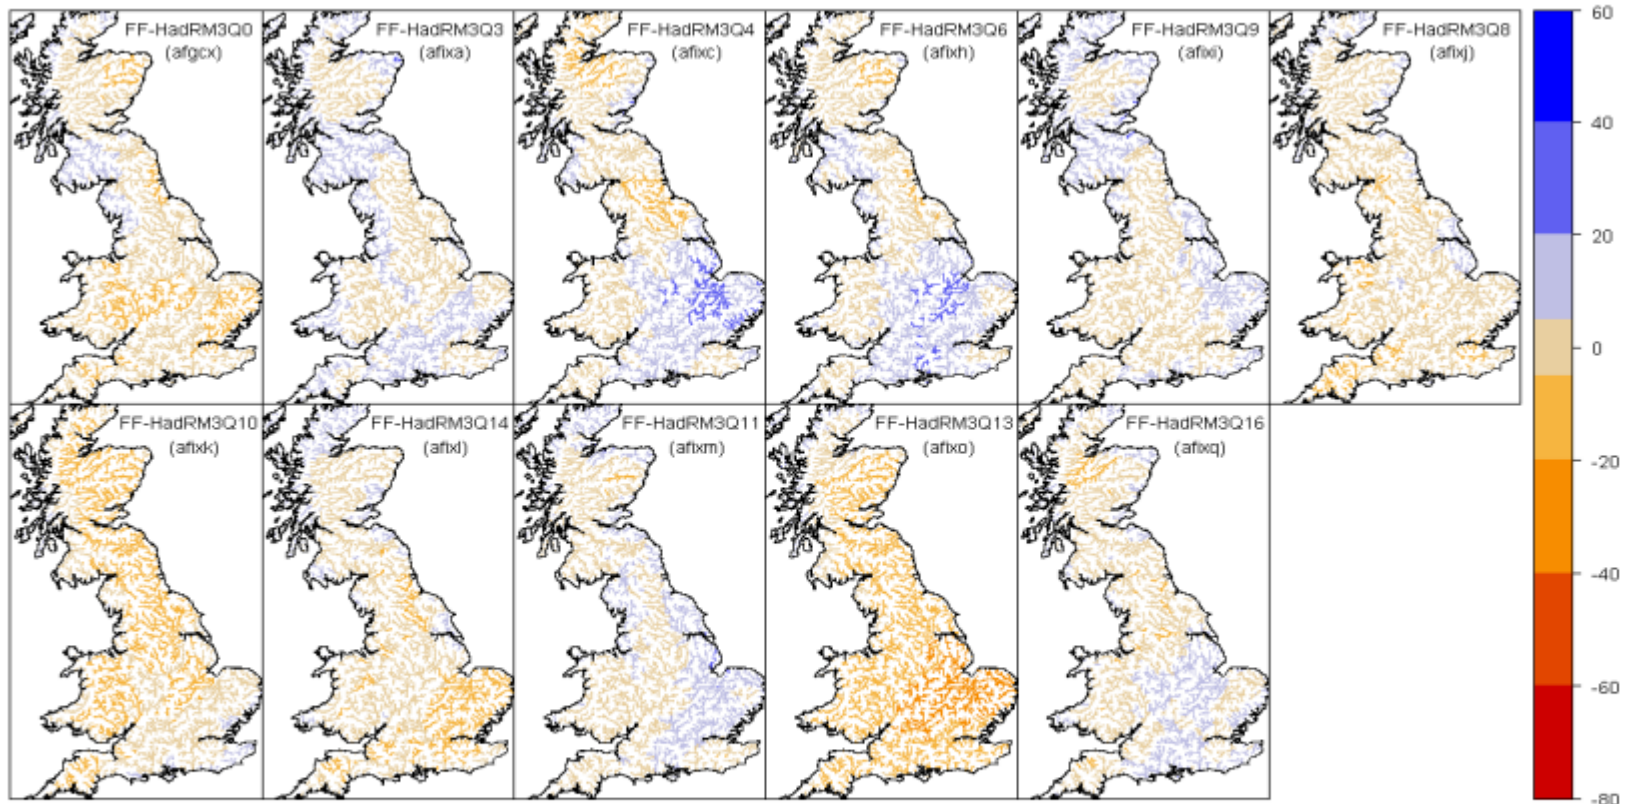 FF-HadRM3Q0
(afgcx)
FF-HadRM3Q3
(afixa)
FF-HadRM3Q4
(afixc)
FF-HadRM3Q6
(afixh)
FF-HadRM3Q9
(afixi)
FF-HadRM3Q8
(afixj)
FF-HadRM3Q10
(afixk)
FF-HadRM3Q14
(afixl)
FF-HadRM3Q11
(afixm)
FF-HadRM3Q13
(afixo)
FF-HadRM3Q16
(afixq)
60
40
20
0
-20
-40
-60
-80